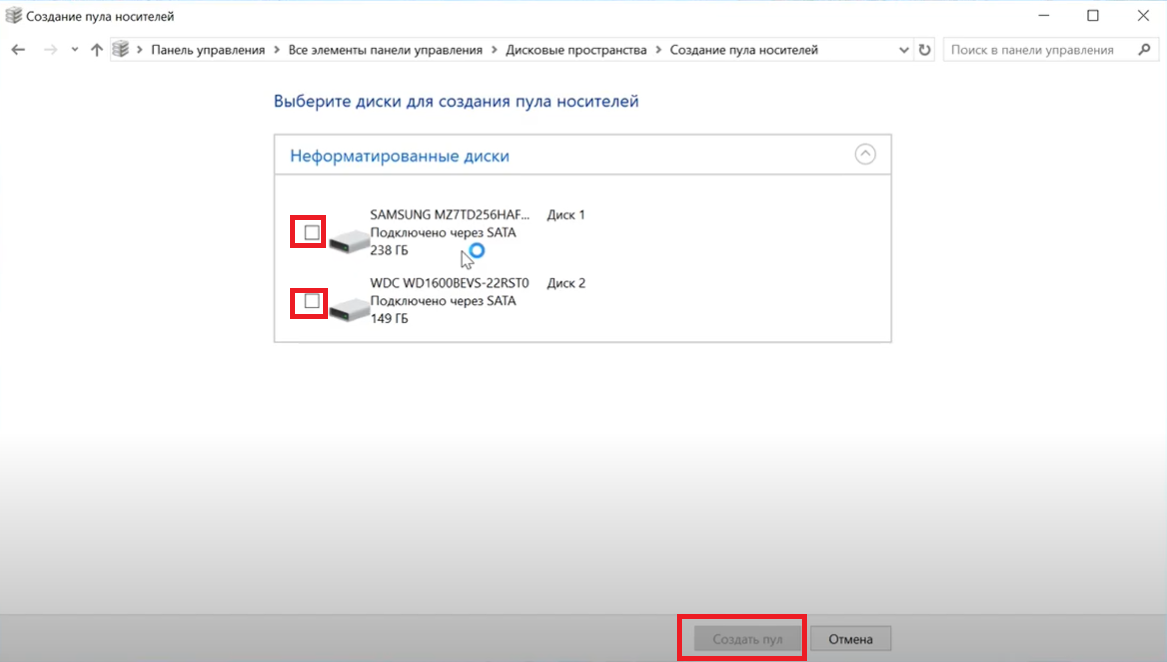 Создание пула носителей
Панель управления > Все элементы панели управления > Дисковые пространства > Создание пула носителей
Поиск в панели управления
Выберите диски для создания пула носителей
Неформатированные диски
SAMSUNG MZ7TD256HAF... Диск 1
Подключено через SATA
238 ГБ
WDC WD1600BEVS-22RST0 Диск 2
Подключено через SATA
149 ГБ
Создать пул Отмена